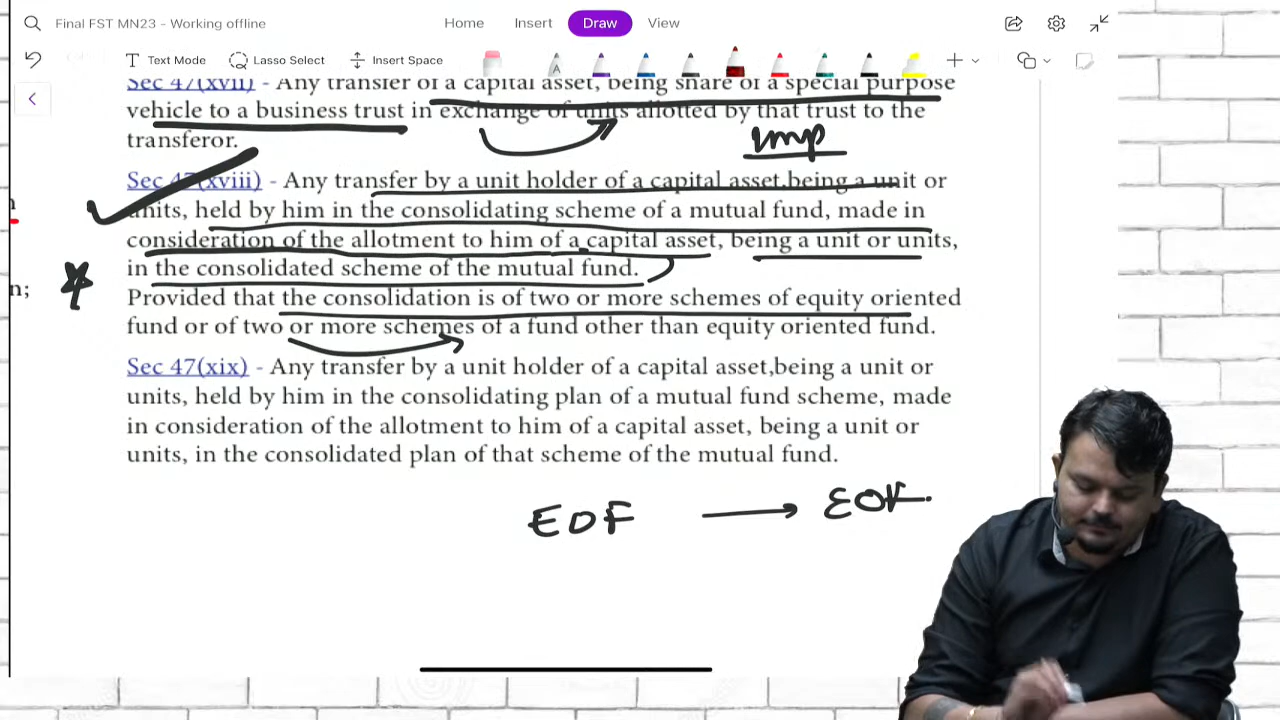 Final FST MN23 - Working offline
Home Insert Draw View
Text Mode Lasso Select Insert Space
Sec 47(xvii) - Any transfer of a capital asset, being share of a special purpose
vehicle to a business trust in exchange of units allotted by that trust to the
transferor.
imp
Sec 47(xviii) - Any transfer by a unit holder of a capital asset,being a unit or
units, held by him in the consolidating scheme of a mutual fund, made in
consideration of the allotment to him of a capital asset, being a unit or units,
in the consolidated scheme of the mutual fund.
n;
Provided that the consolidation is of two or more schemes of equity oriented
fund or of two or more schemes of a fund other than equity oriented fund.
Sec 47(xix) - Any transfer by a unit holder of a capital asset,being a unit or
units, held by him in the consolidating plan of a mutual fund scheme, made
in consideration of the allotment to him of a capital asset, being a unit or
units, in the consolidated plan of that scheme of the mutual fund.
EOF → EOF.